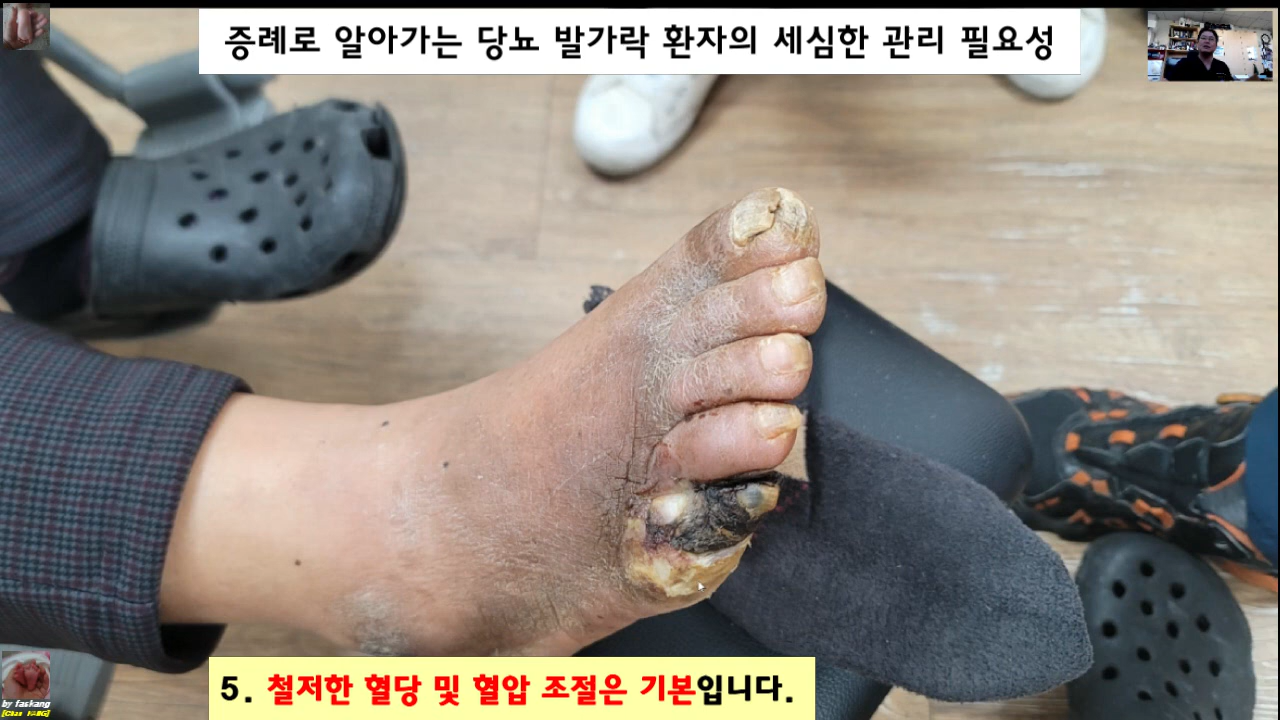 증례로 알아가는 당뇨 발가락 환자의 세심한 관리 필요성
5. 철저한 혈당 및 혈압 조절은 기본입니다.
by faskang